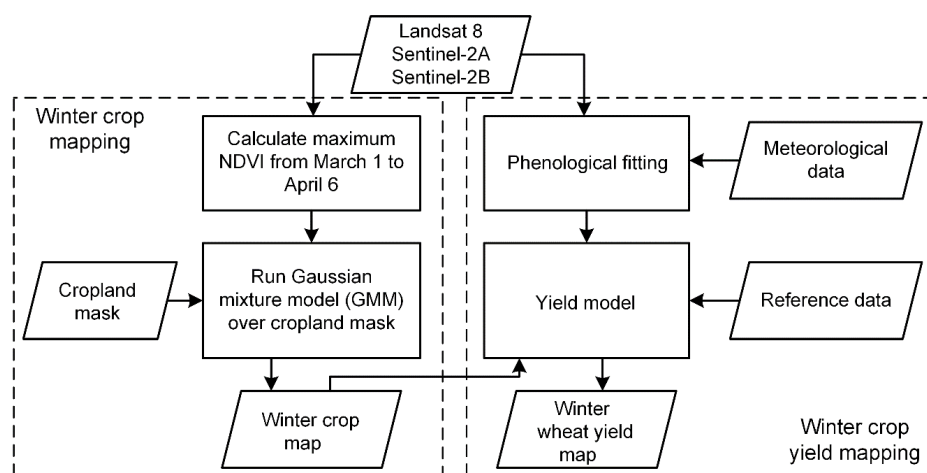 Landsat 8
Sentinel-2A
Sentinel-2B
Winter crop
mapping
Calculate maximum
NDVI from March 1 to
April 6
Phenological fitting
Meteorological
data
Cropland
mask
Run Gaussian
mixture model (GMM)
over cropland mask
Yield model
Reference data
Winter crop
map
Winter
wheat yield
map
Winter crop
yield mapping